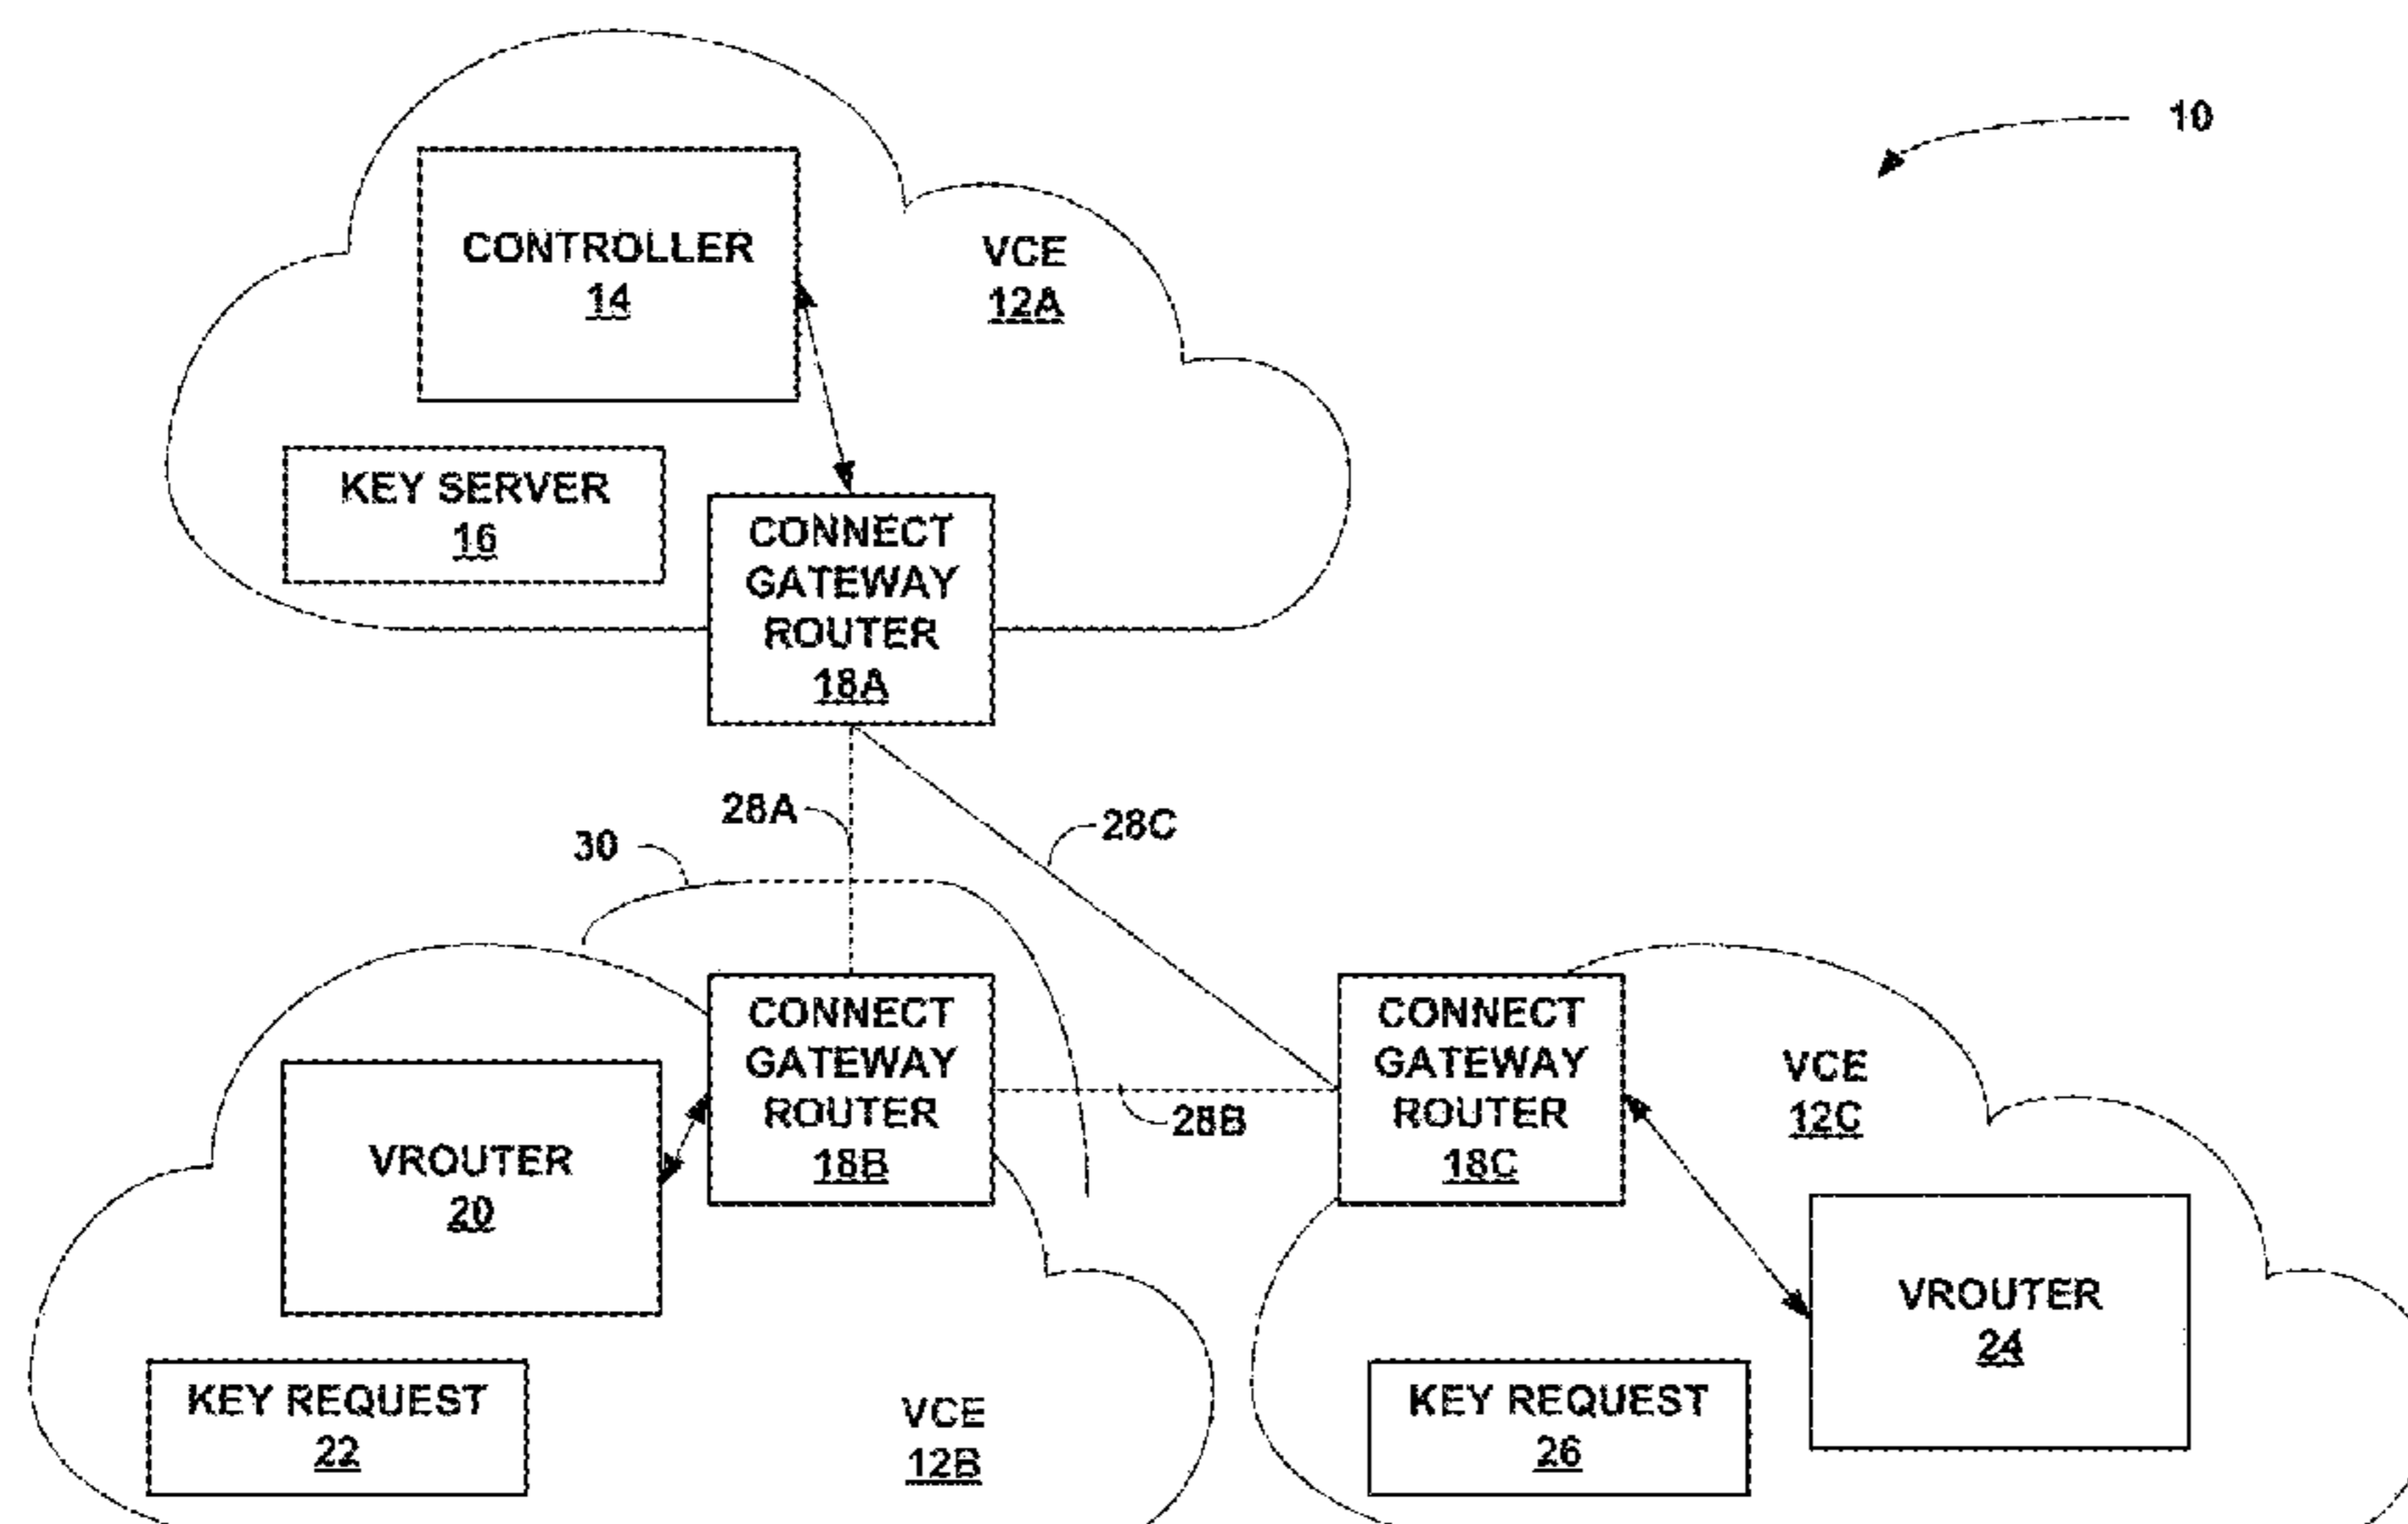 10
CONTROLLER
14
VCE
12A
KEY SERVER
16
CONNECT
GATEWAY
ROUTER
18A
28A
28C
30
CONNECT
GATEWAY
ROUTER
18B
28B
CONNECT
GATEWAY
ROUTER
18C
VCE
12C
VROUTER
20
VROUTER
24
KEY REQUEST
22
VCE
12B
KEY REQUEST
26